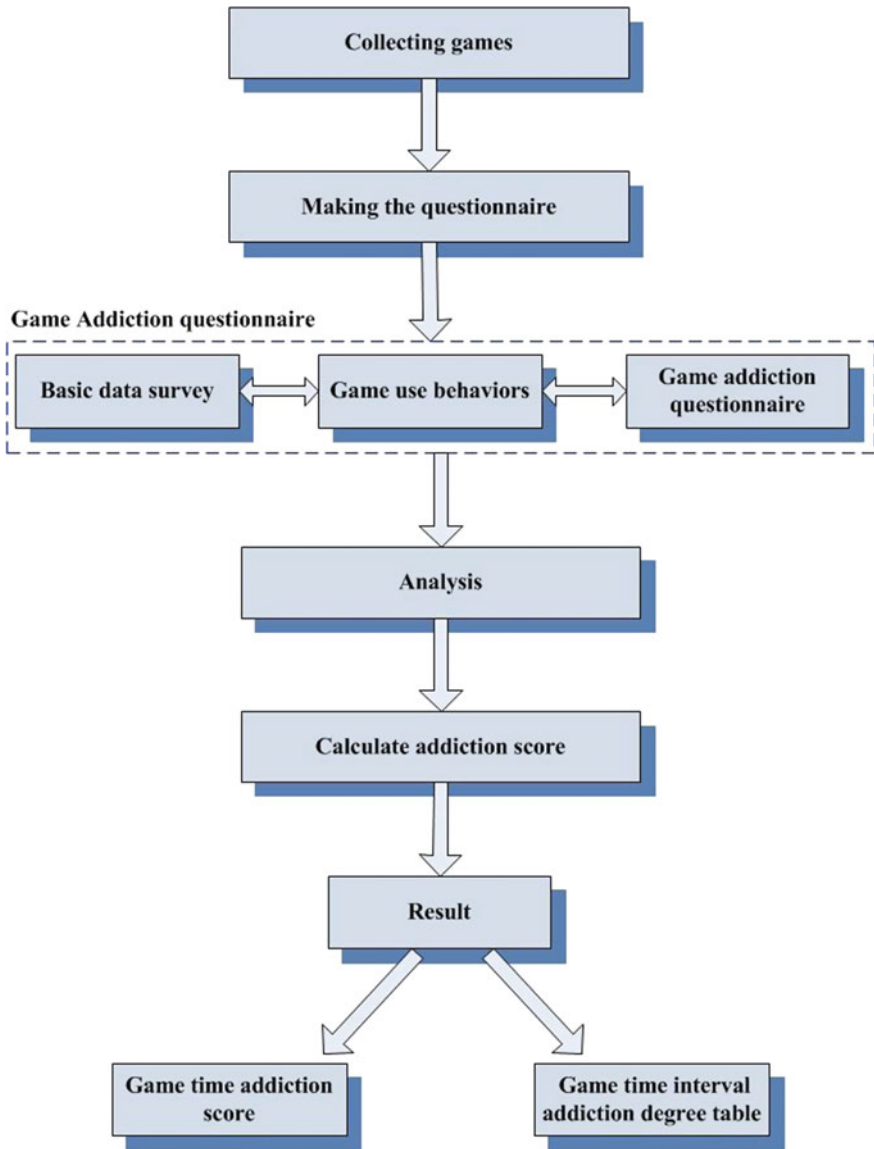 Collecting games
Making the questionnaire
Game Addiction questionnaire
Basic data survey
Game use behaviors
Game addiction
questionnaire
Analysis
Calculate addiction score
Result
Game time addiction
score
Game time interval
addiction degree table